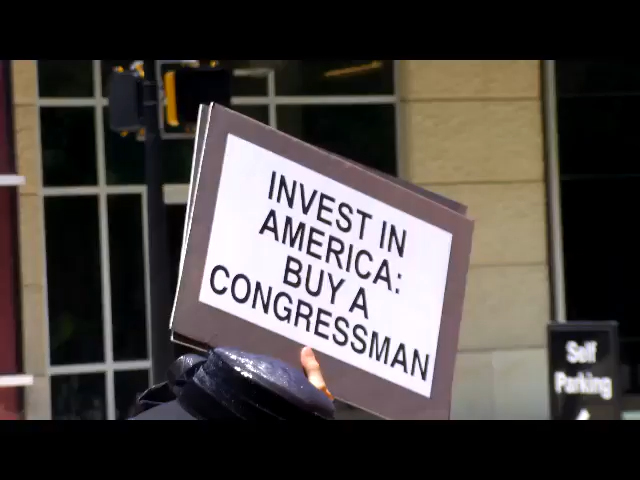 INVEST IN
AMERICA:
BUY A
CONGRESSMAN
Self
Parking